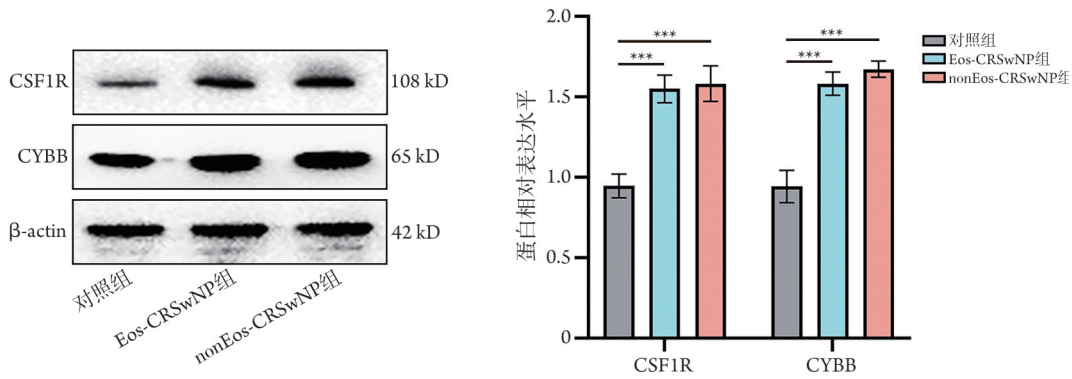 CSF1R
108 kD
CYBB
65 kD
β-actin
42 kD
对照组
Eos-CRSwNP组
nonEos-CRSwNP组
蛋白相对表达水平
2.0
1.5
1.0
0.5
0
***
***
***
***
CSF1R
CYBB
对照组
Eos-CRSwNP组
nonEos-CRSwNP组